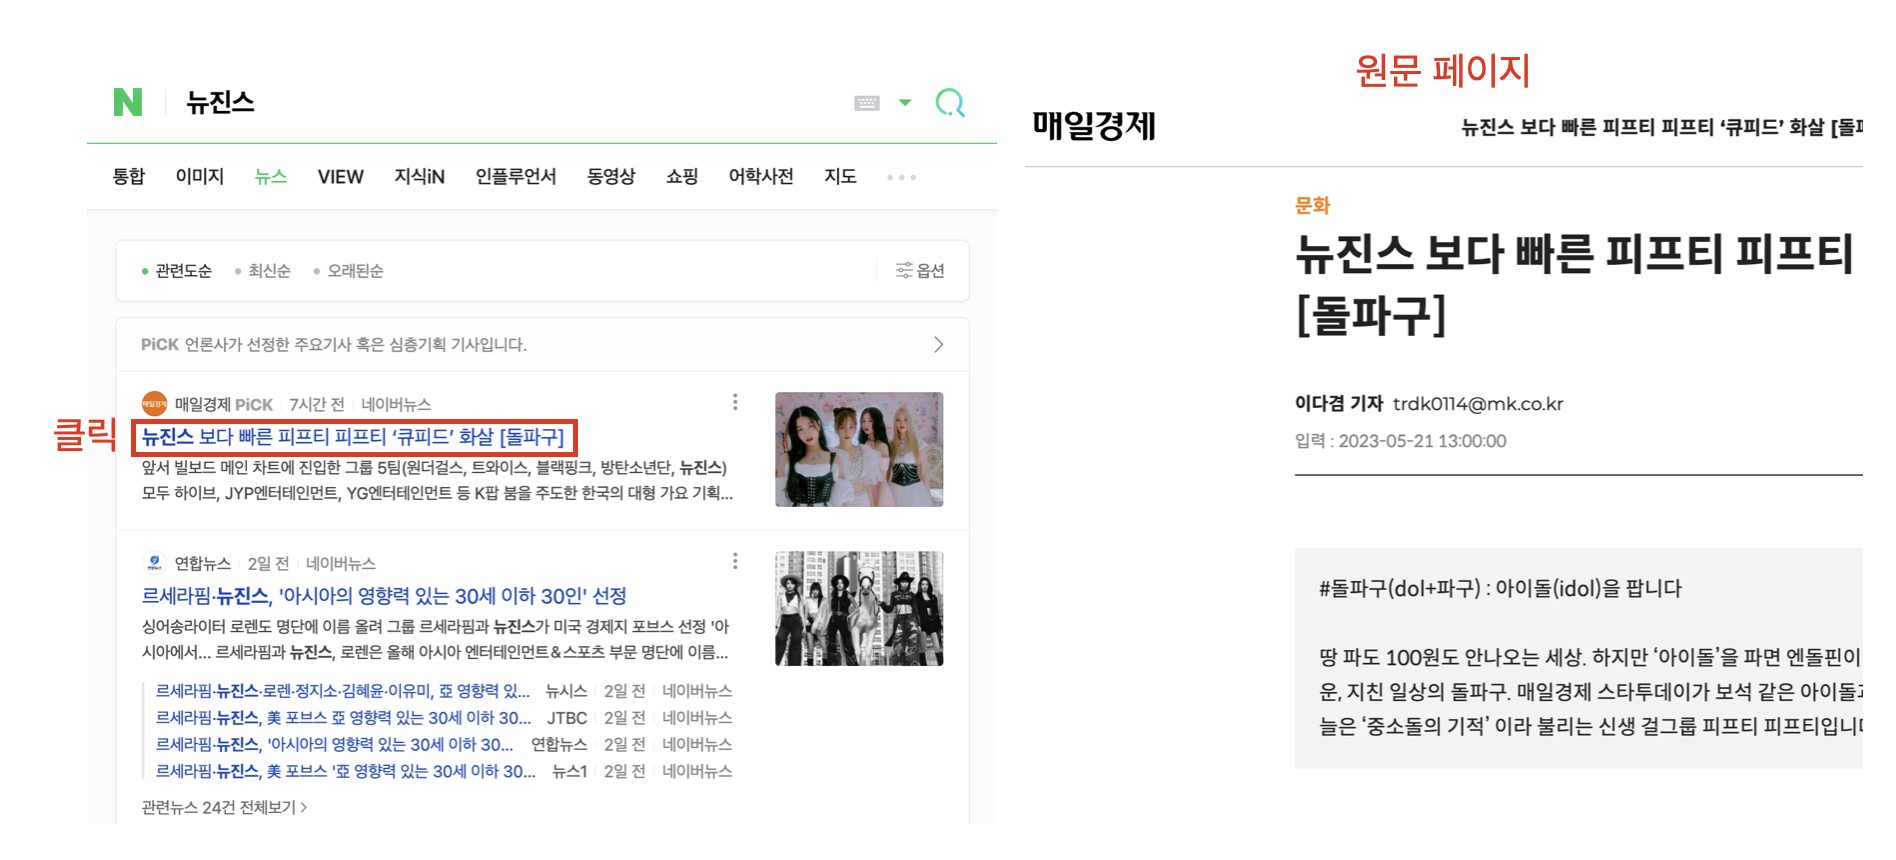 원문 페이지
N 뉴진스
통합 이미지 뉴스 VIEW 지식iN 인플루언서 동영상 쇼핑 어학사전 지도
관련도순 최신순 오래된순 옵션
PiCK 언론사가 선정한 주요기사 혹은 심층기획 기사입니다.
매일경제 매일경제 PiCK 7시간 전 네이버뉴스
클릭
뉴진스 보다 빠른 피프티 피프티 ‘큐피드’ 화살 [돌파구]
앞서 빌보드 메인 차트에 진입한 그룹 5팀(원더걸스, 트와이스, 블랙핑크, 방탄소년단, 뉴진스)
모두 하이브, JYP엔터테인먼트, YG엔터테인먼트 등 K팝 붐을 주도한 한국의 대형 가요 기획...
연합뉴스 2일 전 네이버뉴스
르세라핌·뉴진스, '아시아의 영향력 있는 30세 이하 30인' 선정
싱어송라이터 로렌도 명단에 이름 올려 그룹 르세라핌과 뉴진스가 미국 경제지 포브스 선정 '아
시아에서... 르세라핌과 뉴진스, 로렌은 올해 아시아 엔터테인먼트&스포츠 부문 명단에 이름...
르세라핌·뉴진스·로렌·정지소·김혜윤·이유미, 亞 영향력 있... 뉴시스 2일 전 네이버뉴스
르세라핌·뉴진스, 美 포브스 亞 영향력 있는 30세 이하 30... JTBC 2일 전 네이버뉴스
르세라핌·뉴진스, '아시아의 영향력 있는 30세 이하 30... 연합뉴스 2일 전 네이버뉴스
르세라핌·뉴진스, 美 포브스 '亞 영향력 있는 30세 이하 30... 뉴스1 2일 전 네이버뉴스
관련뉴스 24건 전체보기
매일경제
뉴진스 보다 빠른 피프티 피프티 ‘큐피드’ 화살 [돌파
문화
뉴진스 보다 빠른 피프티 피프티
[돌파구]
이다겸 기자 trdk0114@mk.co.kr
입력 : 2023-05-21 13:00:00
#돌파구(dol+파구) : 아이돌(idol)을 팝니다
땅 파도 100원도 안나오는 세상. 하지만 ‘아이돌’을 파면 엔돌핀이
운, 지친 일상의 돌파구. 매일경제 스타투데이가 보석 같은 아이돌
늘은 ‘중소돌의 기적’ 이라 불리는 신생 걸그룹 피프티 피프티입니